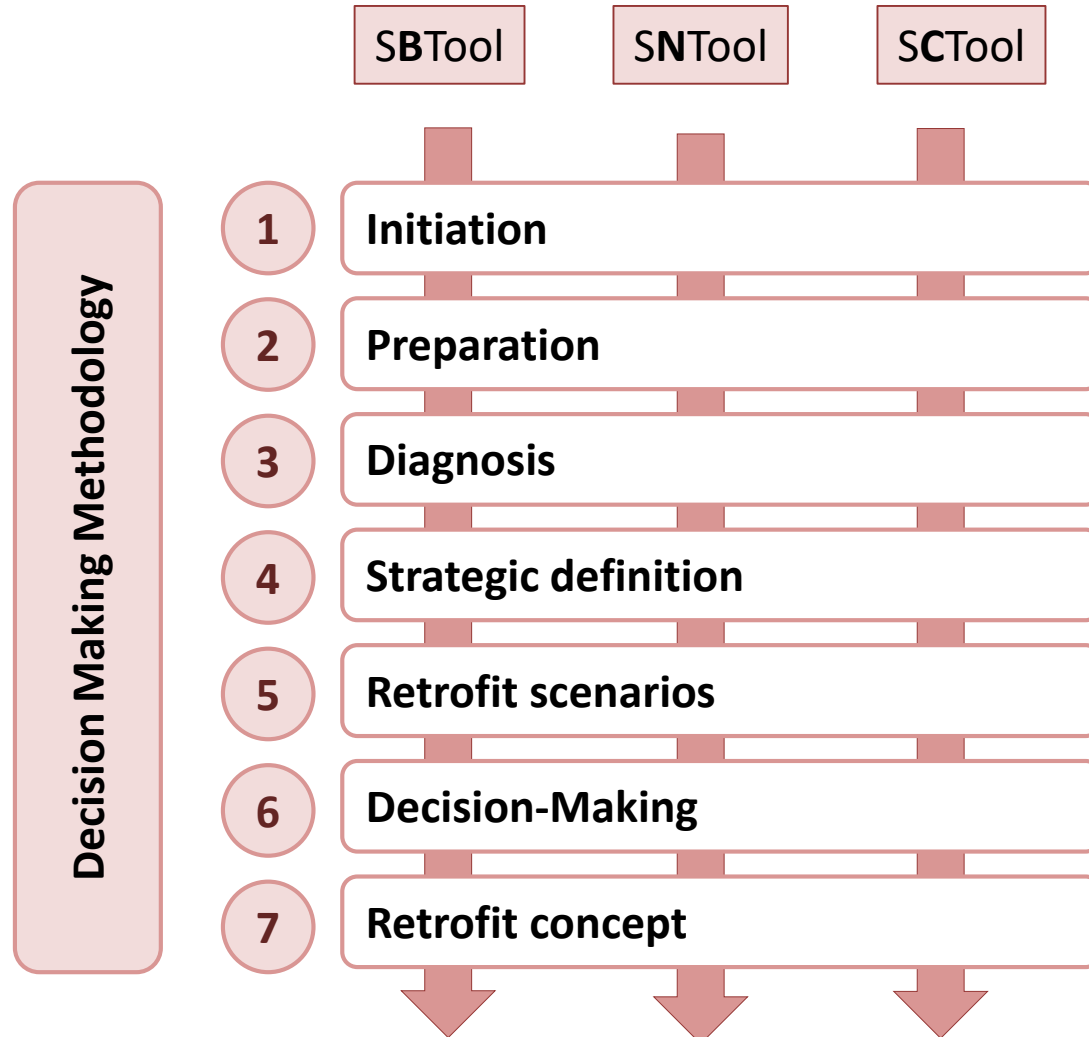 SBTool
SNTool
SCTool
Decision Making Methodology
1
Initiation
2
Preparation
3
Diagnosis
4
Strategic definition
5
Retrofit scenarios
6
Decision-Making
7
Retrofit concept